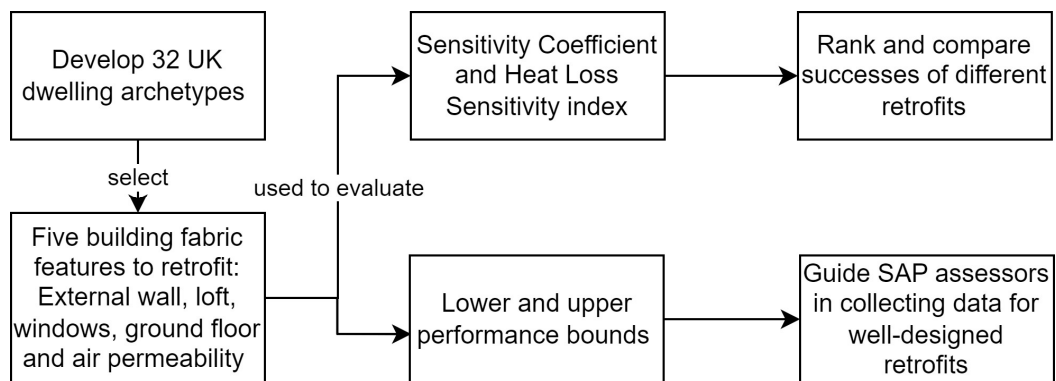 Develop 32 UK
dwelling archetypes
select
Five building fabric
features to retrofit:
External wall, loft,
windows, ground floor
and air permeability
used to evaluate
Sensitivity Coefficient
and Heat Loss
Sensitivity index
Rank and compare
successes of different
retrofits
Lower and upper
performance bounds
Guide SAP assessors
in collecting data for
well-designed
retrofits